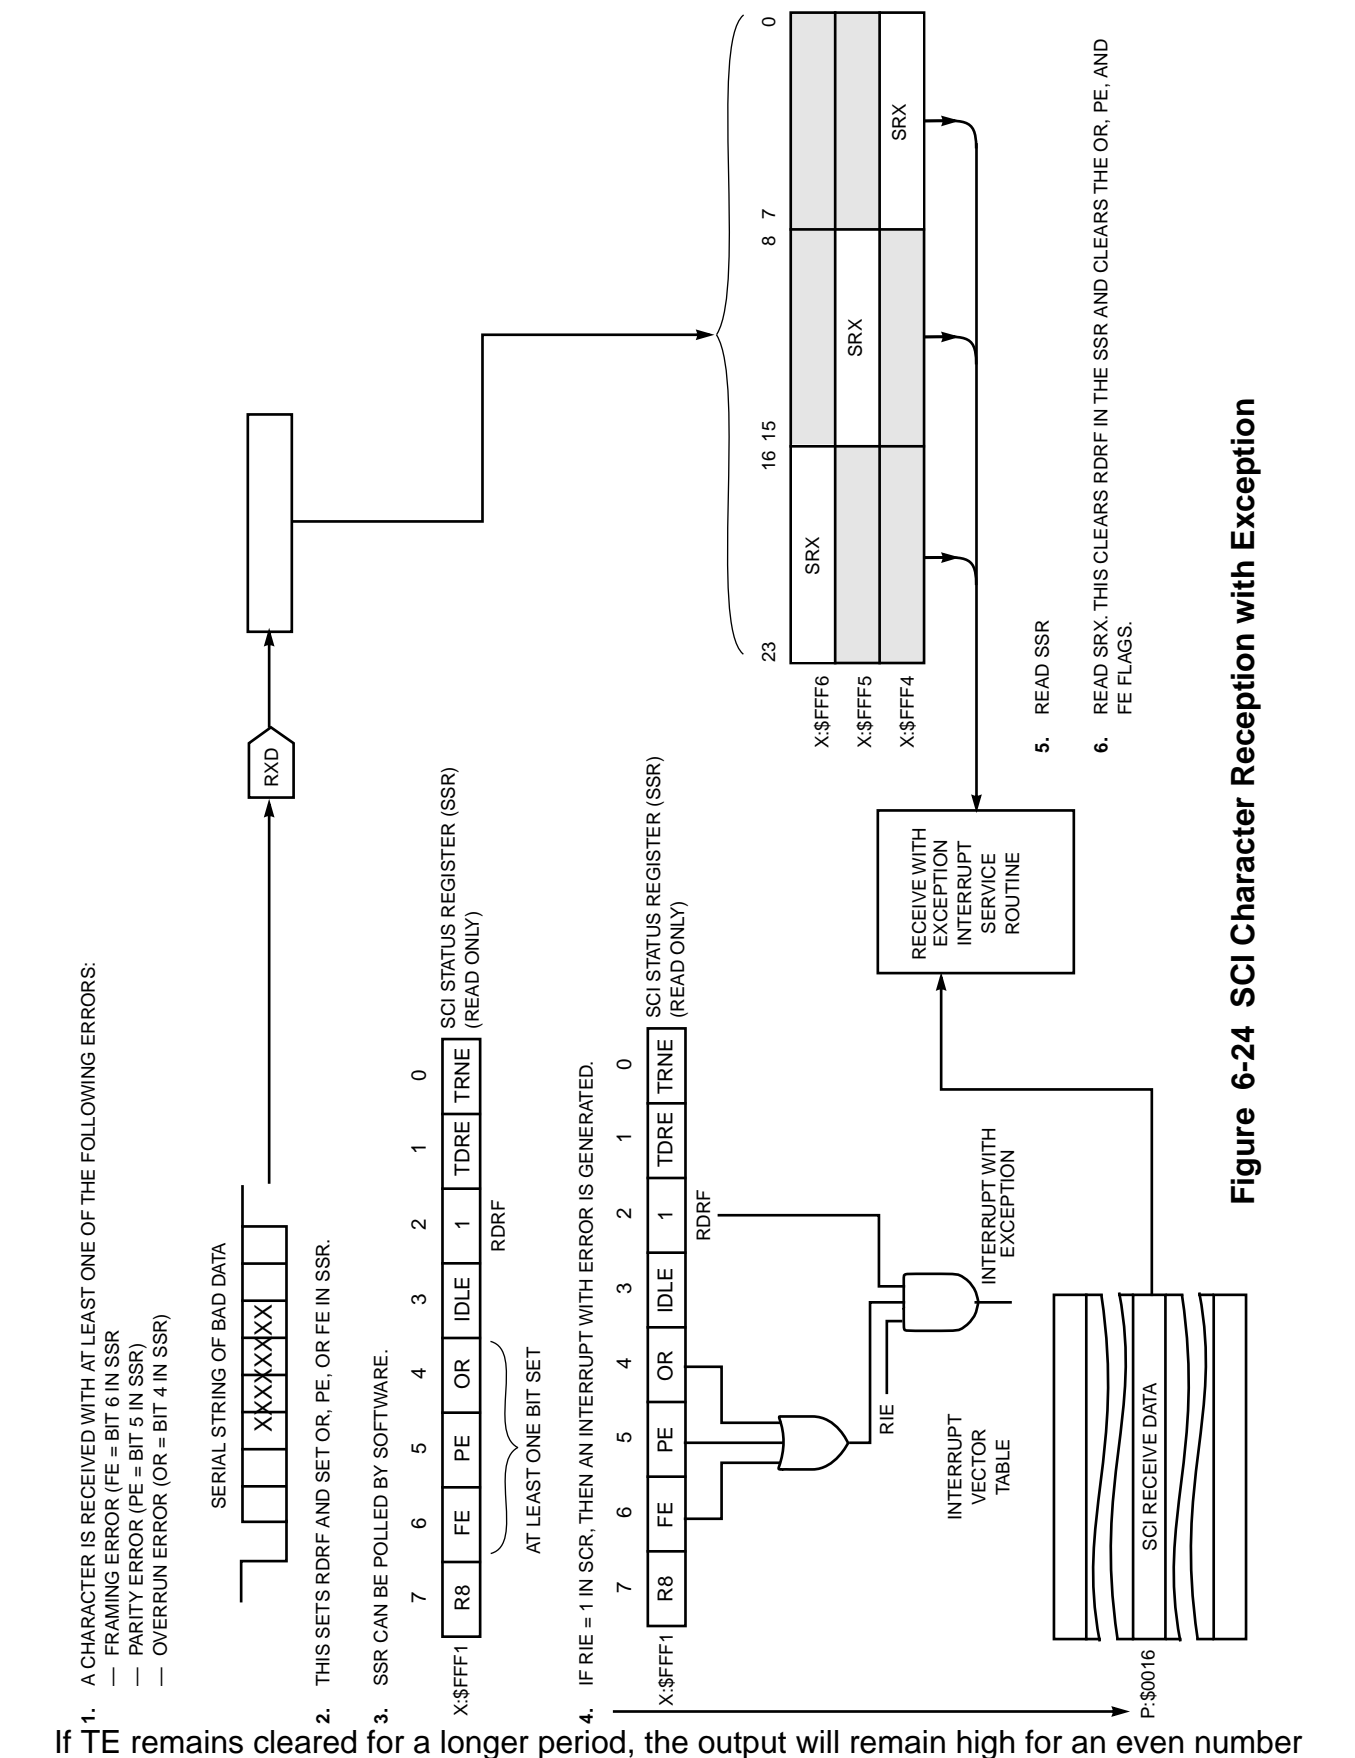 1. A CHARACTER IS RECEIVED WITH AT LEAST ONE OF THE FOLLOWING ERRORS:
— FRAMING ERROR (FE = BIT 6 IN SSR
— PARITY ERROR (PE = BIT 5 IN SSR)
— OVERRUN ERROR (OR = BIT 4 IN SSR)
SERIAL STRING OF BAD DATA
XXXXXXXX
RXD
2. THIS SETS RDRF AND SET OR, PE, OR FE IN SSR.
3. SSR CAN BE POLLED BY SOFTWARE.
7 6 5 4 3 2 1 0
X:$FFF1 R8 FE PE OR IDLE 1 TDRE TRNE
SCI STATUS REGISTER (SSR)
(READ ONLY)
RDRF
AT LEAST ONE BIT SET
4. IF RIE = 1 IN SCR, THEN AN INTERRUPT WITH ERROR IS GENERATED.
7 6 5 4 3 2 1 0
X:$FFF1 R8 FE PE OR IDLE 1 TDRE TRNE
SCI STATUS REGISTER (SSR)
(READ ONLY)
RDRF
RIE
INTERRUPT WITH
EXCEPTION
INTERRUPT
VECTOR
TABLE
P:$0016 SCI RECEIVE DATA
RECEIVE WITH
EXCEPTION
INTERRUPT
SERVICE
ROUTINE
23 16 15 8 7 0
X:$FFF6 SRX
X:$FFF5 SRX
X:$FFF4 SRX
5. READ SSR
6. READ SRX. THIS CLEARS RDRF IN THE SSR AND CLEARS THE OR, PE, AND
FE FLAGS.
Figure 6-24 SCI Character Reception with Exception
If TE remains cleared for a longer period, the output will remain high for an even number